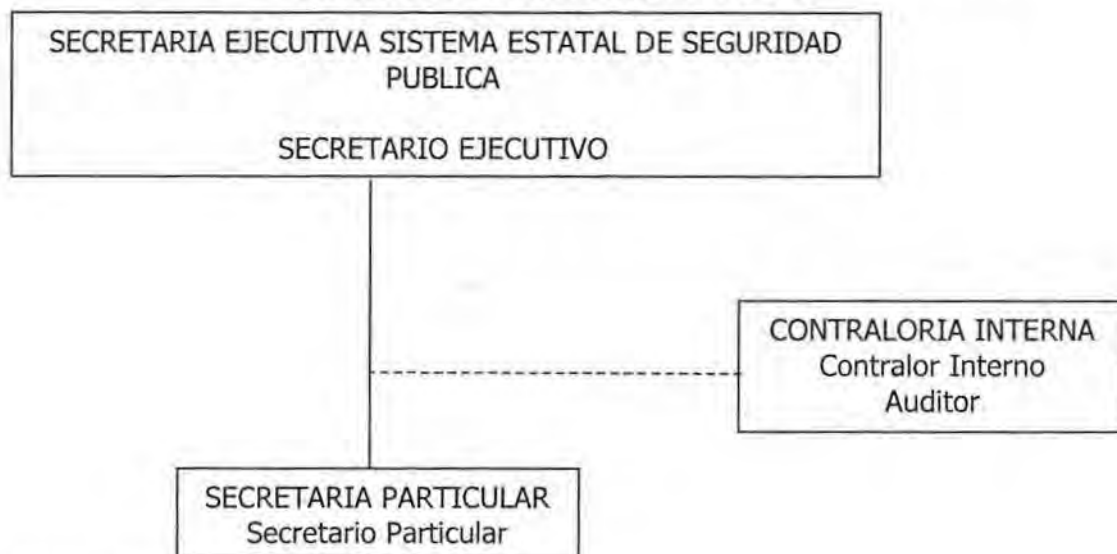 SECRETARIA EJECUTIVA SISTEMA ESTATAL DE SEGURIDAD
PUBLICA
SECRETARIO EJECUTIVO
CONTRALORIA INTERNA
Contralor Interno
Auditor
SECRETARIA PARTICULAR
Secretario Particular